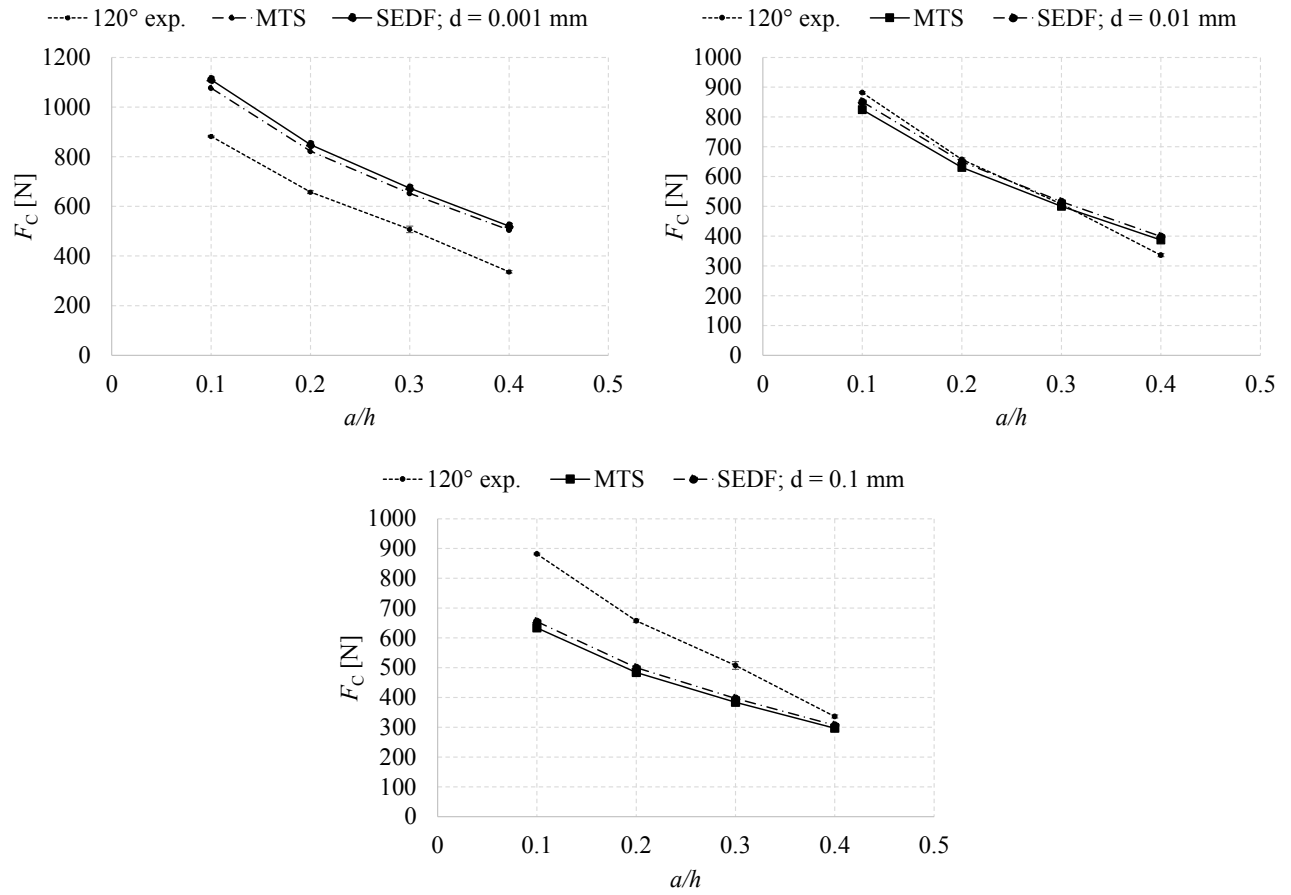 120° exp. MTS SEDF; d = 0.001 mm
1200
1000
800
600
400
200
0
F_C [N]
0 0.1 0.2 0.3 0.4 0.5
a/h
120° exp. MTS SEDF; d = 0.01 mm
1000
900
800
700
600
500
400
300
200
100
0
F_C [N]
0 0.1 0.2 0.3 0.4 0.5
a/h
120° exp. MTS SEDF; d = 0.1 mm
1000
900
800
700
600
500
400
300
200
100
0
F_C [N]
0 0.1 0.2 0.3 0.4 0.5
a/h